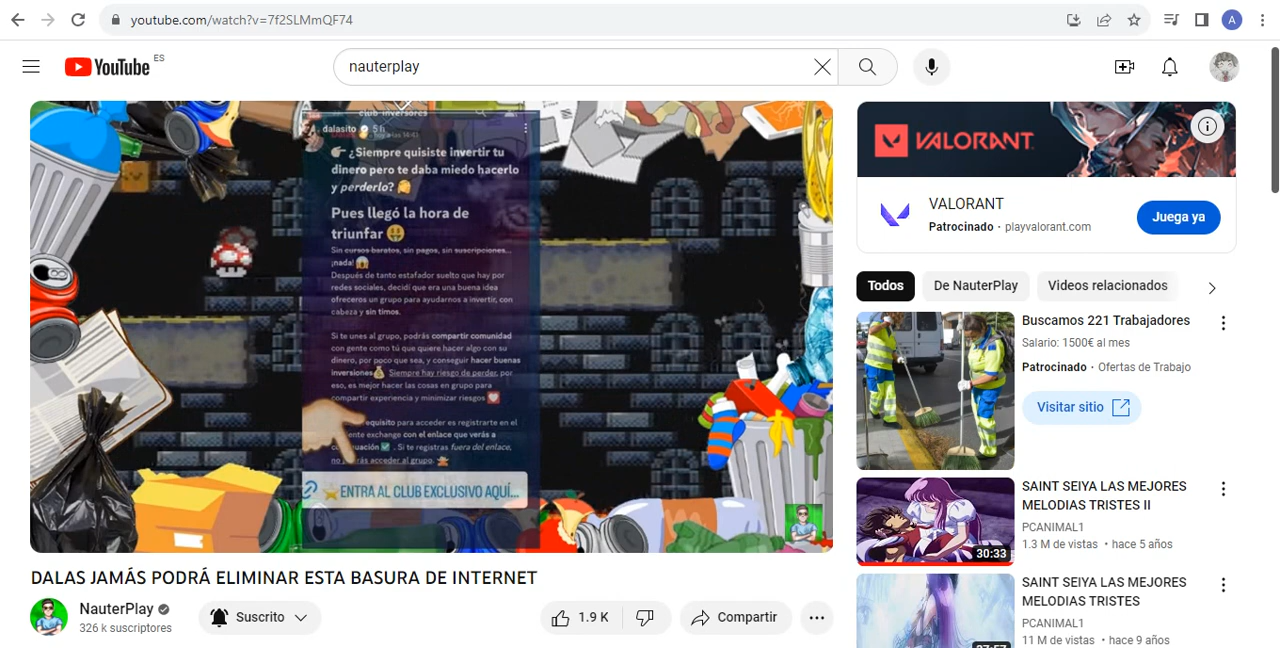 youtube.com/watch?v=7f2SLMmQF74
A
YouTube ES
nauterplay
club inversores
dalasito 5 h
👉🏼 ¿Siempre quisiste invertir tu
dinero pero te daba miedo hacerlo
y perderlo?
Pues llegó la hora de
triunfar 🤑
Sin cursos baratos, sin pagos, sin suscripciones...
¡nada! 😱
Después de tanto estafador suelto que hay por
redes sociales, decidí que era una buena idea
ofreceros un grupo para ayudarnos a invertir, con
cabeza y sin timos.
Si te unes al grupo, podrás compartir comunidad
con gente como tú que quiere hacer algo con su
dinero, por poco que sea, y conseguir hacer buenas
inversiones💰 Siempre hay riesgo de perder, por
eso, es mejor hacer las cosas en grupo para
compartir experiencia y minimizar riesgos
para acceder es registrarte en el
exchange con el enlace que verás a
✅. Si te registras fuera del enlace,
acceder al grupo.
ENTRA AL CLUB EXCLUSIVO AQUÍ...
DALAS JAMÁS PODRÁ ELIMINAR ESTA BASURA DE INTERNET
NauterPlay
326 k suscriptores
Suscrito
1.9 K
Compartir
VALORANT
VALORANT
Patrocinado · playvalorant.com
Juega ya
Todos
De NauterPlay
Videos relacionados
Buscamos 221 Trabajadores
Salario: 1500€ al mes
Patrocinado · Ofertas de Trabajo
Visitar sitio
SAINT SEIYA LAS MEJORES
MELODIAS TRISTES II
PCANIMAL1
1.3 M de vistas • hace 5 años
30:33
SAINT SEIYA LAS MEJORES
MELODIAS TRISTES
PCANIMAL1
11 M de vistas • hace 9 años